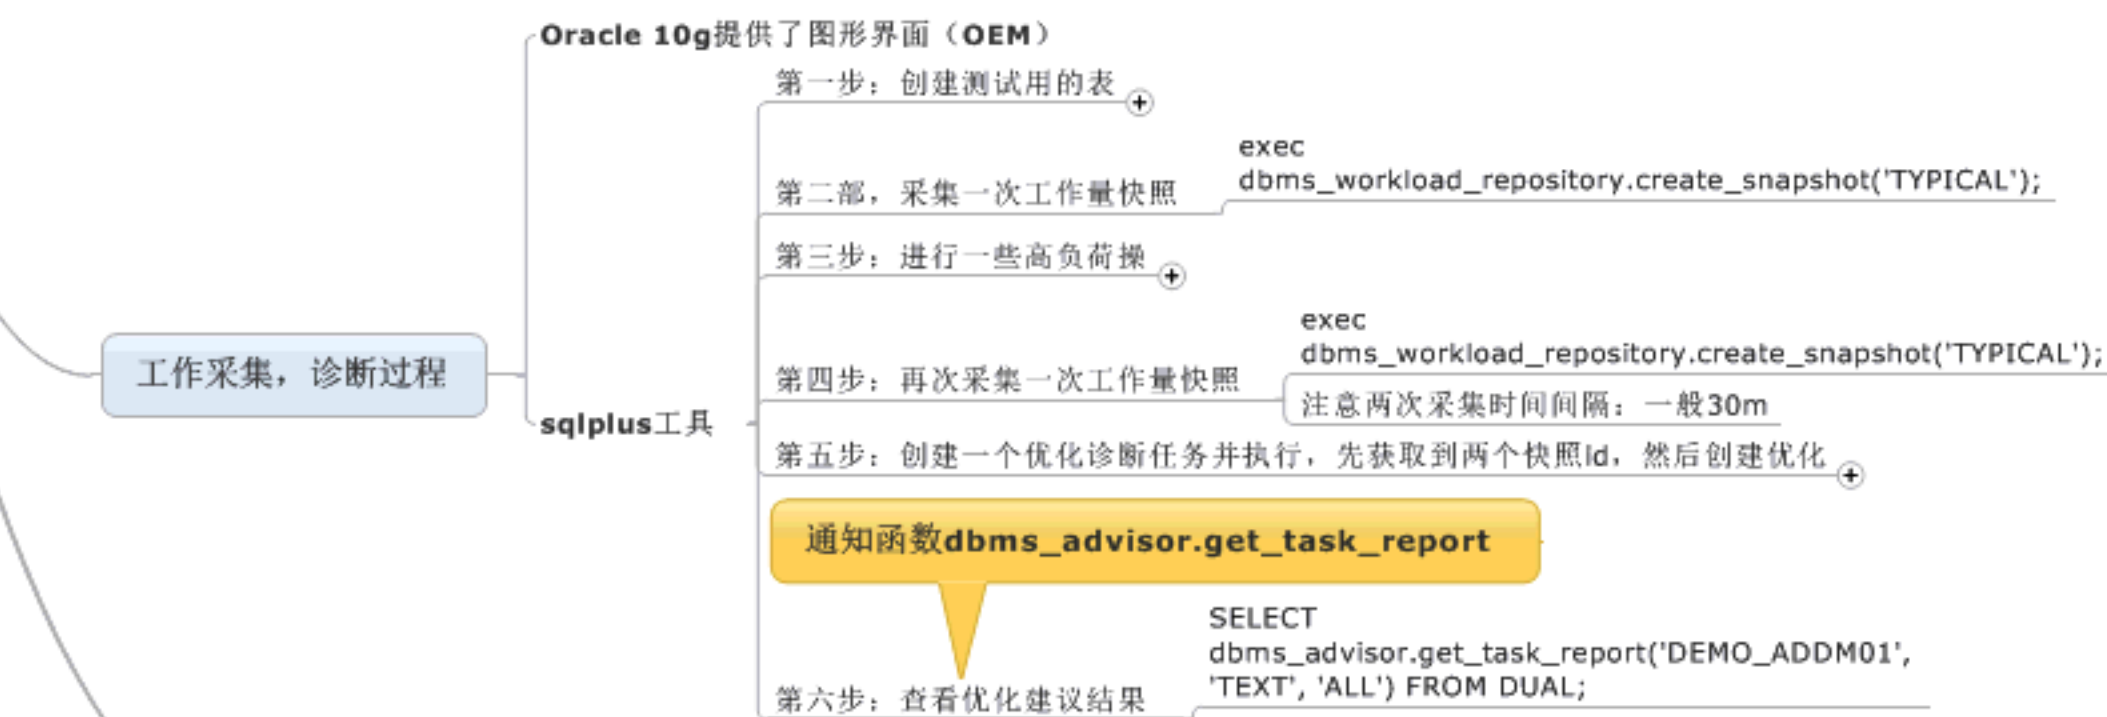 Oracle 10g提供了图形界面（OEM）
第一步：创建测试用的表
exec
dbms_workload_repository.create_snapshot('TYPICAL');
第二部，采集一次工作量快照
第三步：进行一些高负荷操
exec
dbms_workload_repository.create_snapshot('TYPICAL');
工作采集，诊断过程
第四步：再次采集一次工作量快照
注意两次采集时间间隔：一般30m
sqlplus工具
第五步：创建一个优化诊断任务并执行，先获取到两个快照Id，然后创建优化
通知函数dbms_advisor.get_task_report
SELECT
dbms_advisor.get_task_report('DEMO_ADDM01',
'TEXT', 'ALL') FROM DUAL;
第六步：查看优化建议结果